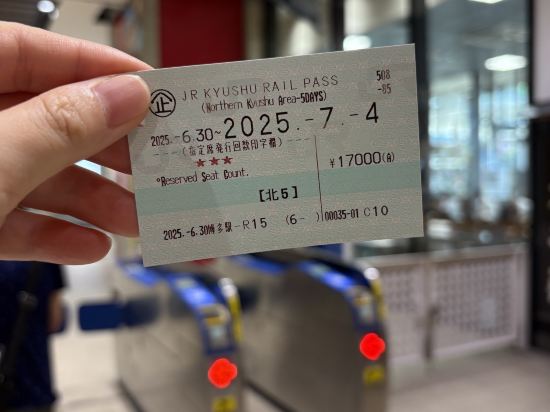 企 JR KYUSHU RAIL PASS 508
(Northern Kyushu Area-5DAYS) -85
2025.-6.30~2025.-7.-4
---(指定席発行回数印字欄)---
★★★ ¥17000(A)
*Reserved Seat Count.
[北5]
2025.-6.30博多駅-R15 (6-) 00035-01 C10